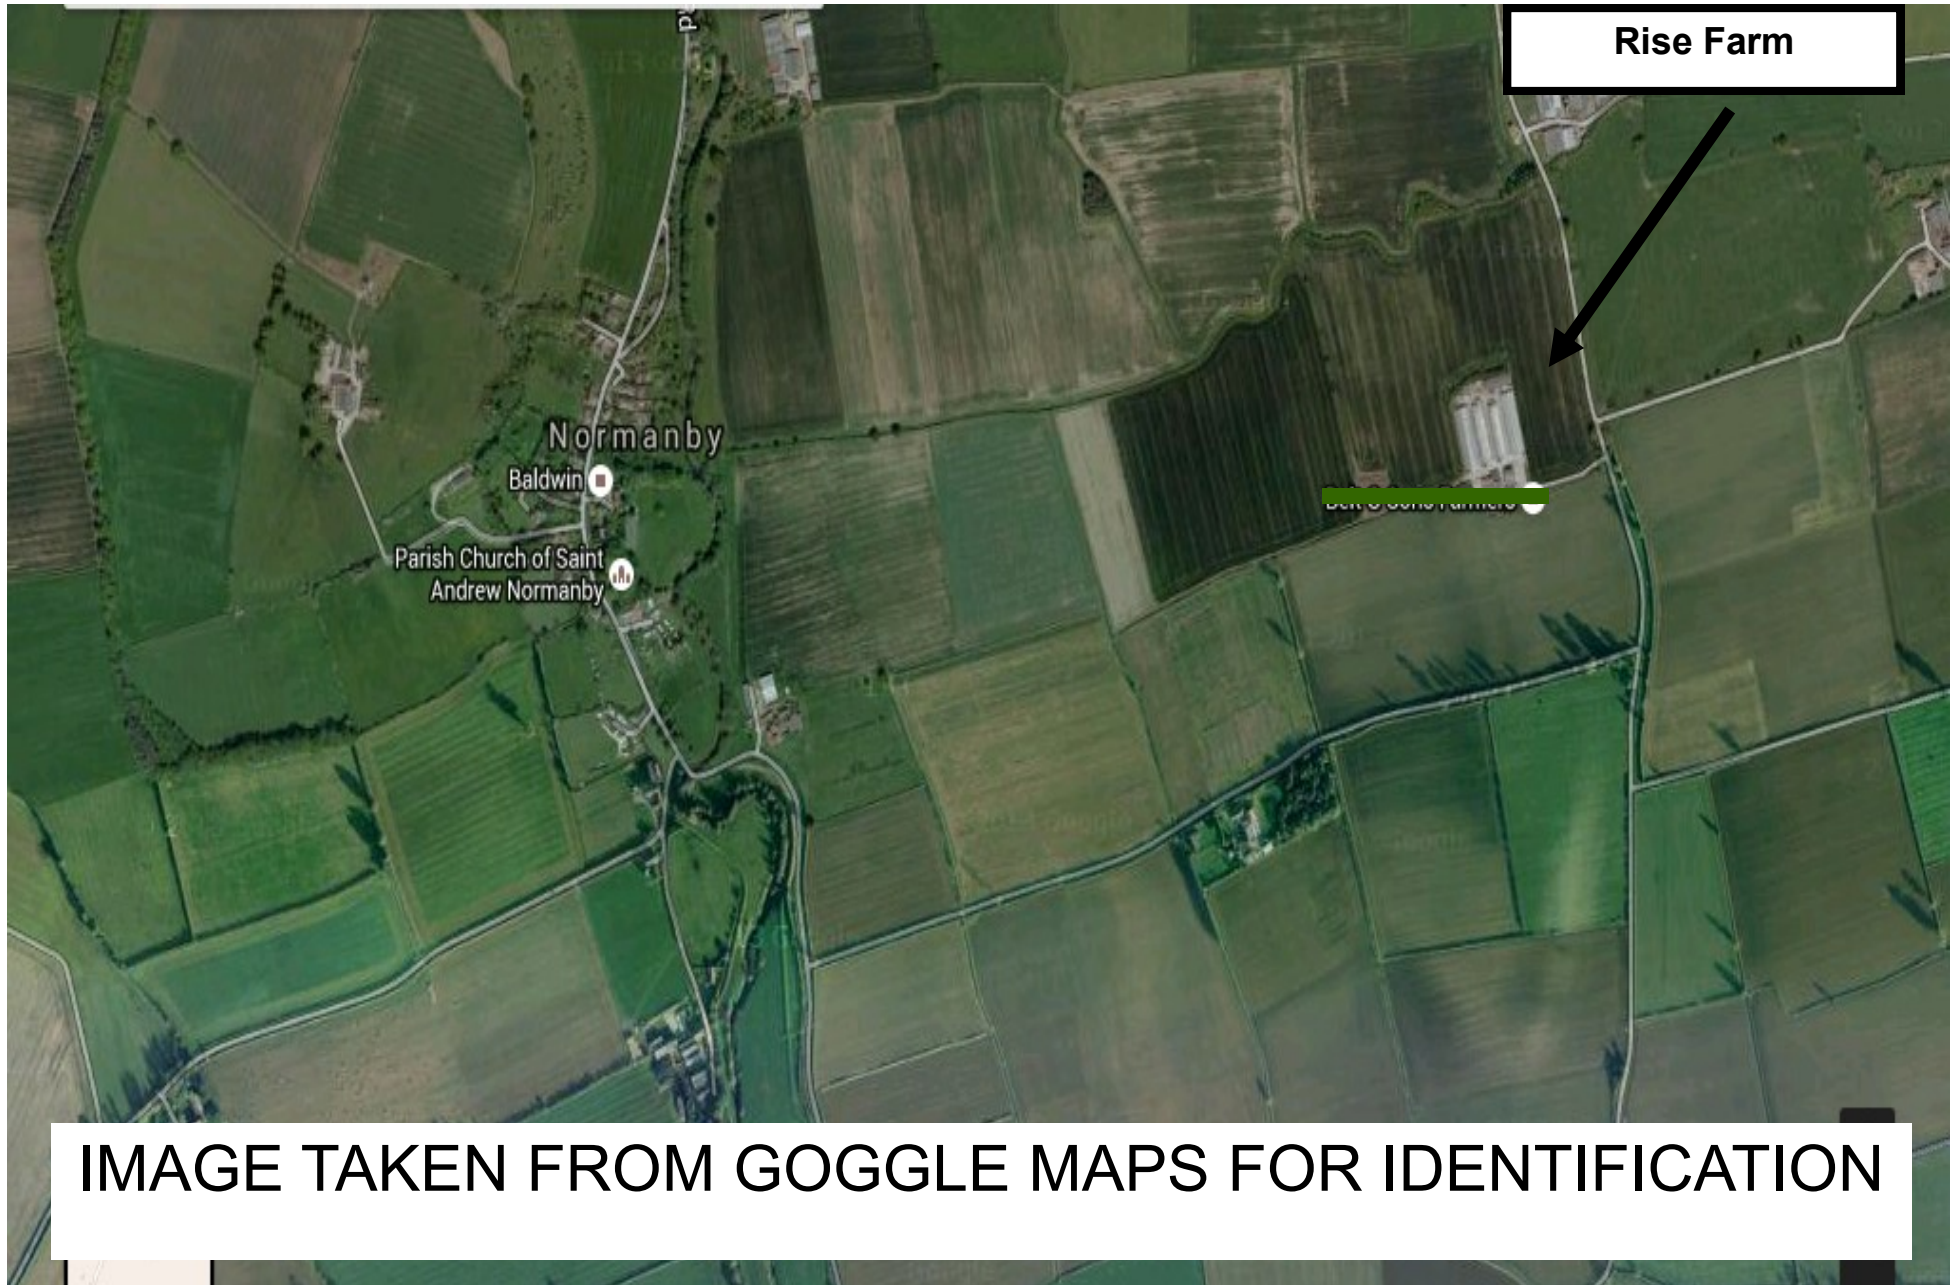 Rise Farm
Normanby
Baldwin
Parish Church of Saint
Andrew Normanby
IMAGE TAKEN FROM GOGGLE MAPS FOR IDENTIFICATION